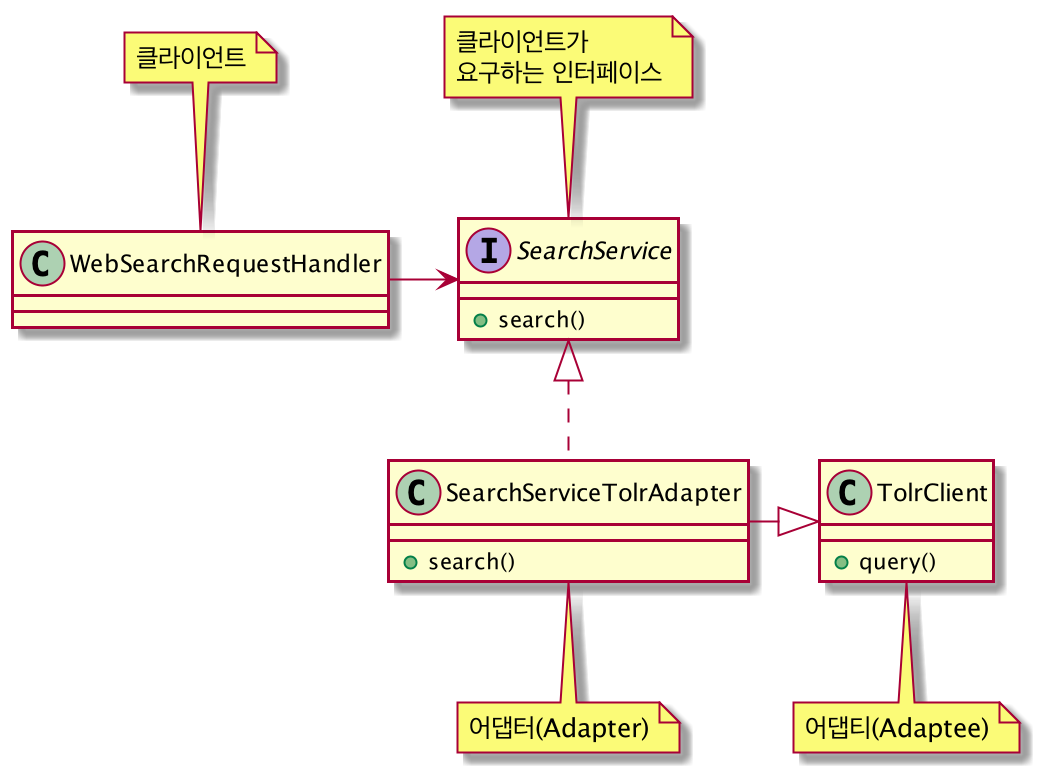 클라이언트
클라이언트가
요구하는 인터페이스
C WebSearchRequestHandler
I SearchService
search()
C SearchServiceTolrAdapter
search()
C TolrClient
query()
어댑터(Adapter)
어댑티(Adaptee)